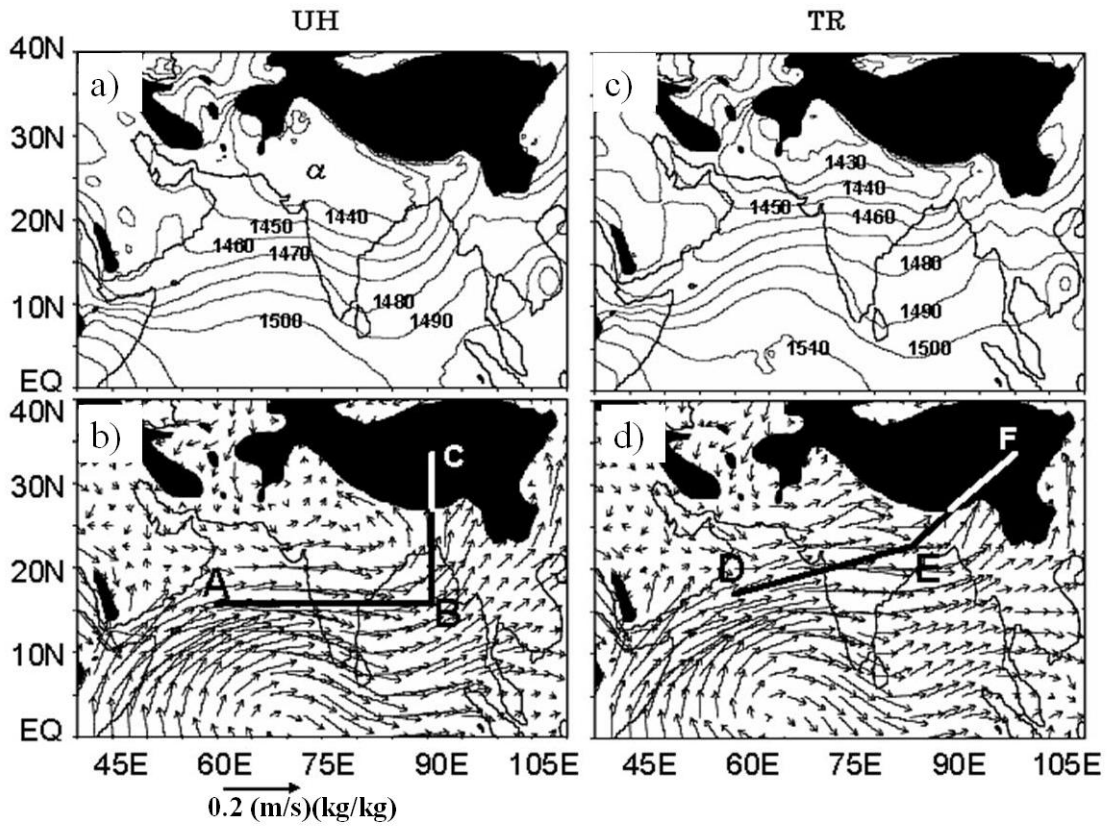 UH TR
40N
a) c)
30N
α 1430
1440
20N 1450 1440 1450 1460
1460 1470
1480
10N 1480 1490
1490
1500 1540 1500
EQ
40N
b) C d) F
30N
20N A D E
B
10N
EQ
45E 60E 75E 90E 105E 45E 60E 75E 90E 105E
0.2 (m/s)(kg/kg)